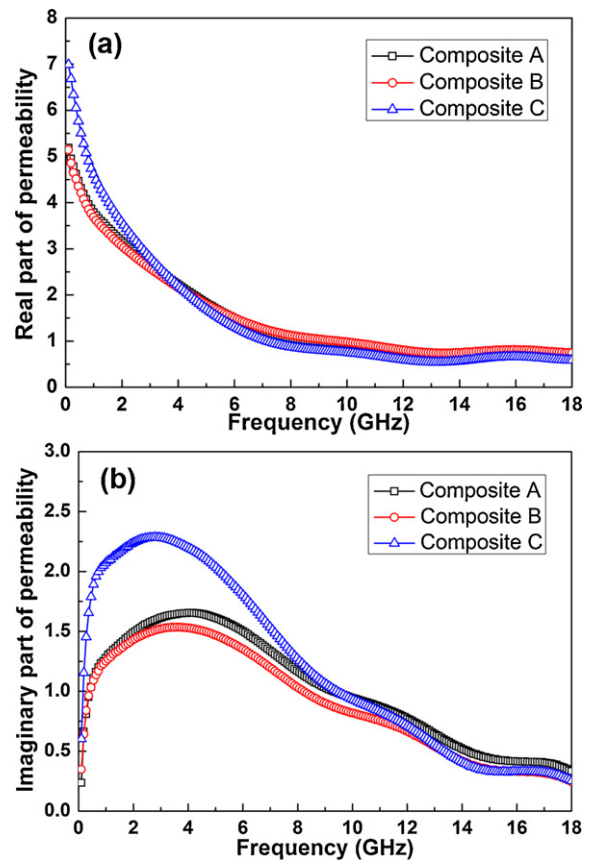 (a)
Composite A
Composite B
Composite C
Real part of permeability
8
7
6
5
4
3
2
1
0
0 2 4 6 8 10 12 14 16 18
Frequency (GHz)
(b)
Composite A
Composite B
Composite C
Imaginary part of permeability
3.0
2.5
2.0
1.5
1.0
0.5
0.0
0 2 4 6 8 10 12 14 16 18
Frequency (GHz)